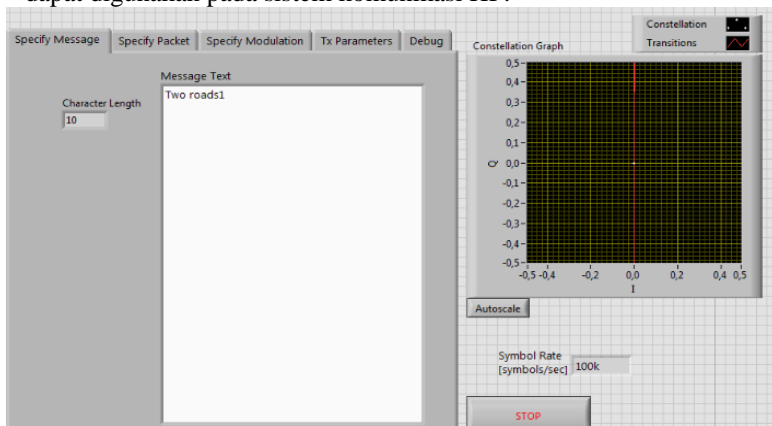 dapat digunakan pada sistem komunikasi HF.
Specify Message Specify Packet Specify Modulation Tx Parameters Debug
Message Text
Character Length
10
Two roads1
Constellation
Transitions
Constellation Graph
0,5
0,4
0,3
0,2
0,1
Q 0,0
-0,1
-0,2
-0,3
-0,4
-0,5
-0,5 -0,4 -0,2 0,0 0,2 0,4 0,5
I
Autoscale
Symbol Rate
[symbols/sec] 100k
STOP